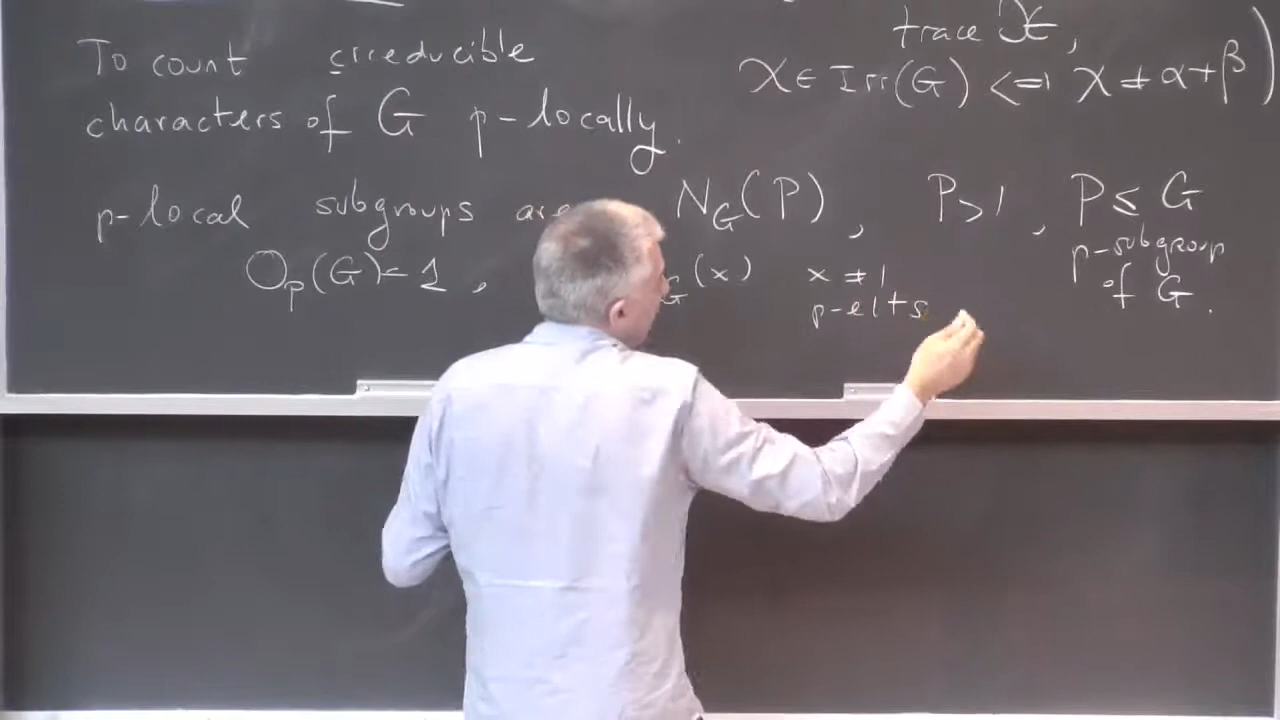 trace X,
To count irreducible
χ ∈ Irr(G) <=> χ ≠ α+β )
characters of G p-locally.
p-local subgroups are N_G(P), P>1, P ≤ G
p-subgroup
of G.
O_p(G)=1, G(x) x ≠ 1
p-elts